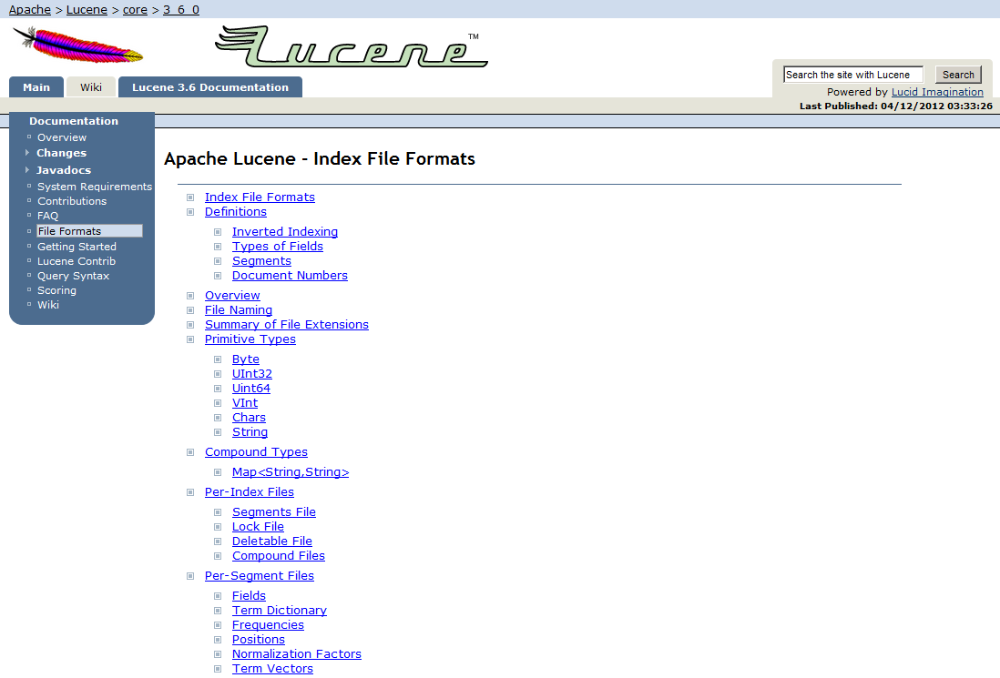 Apache > Lucene > core > 3_6_0
Lucene™
Main
Wiki
Lucene 3.6 Documentation
Search the site with Lucene
Search
Powered by Lucid Imagination
Last Published: 04/12/2012 03:33:26
Documentation
Overview
Changes
Javadocs
System Requirements
Contributions
FAQ
File Formats
Getting Started
Lucene Contrib
Query Syntax
Scoring
Wiki
Apache Lucene - Index File Formats
Index File Formats
Definitions
Inverted Indexing
Types of Fields
Segments
Document Numbers
Overview
File Naming
Summary of File Extensions
Primitive Types
Byte
UInt32
Uint64
VInt
Chars
String
Compound Types
Map<String,String>
Per-Index Files
Segments File
Lock File
Deletable File
Compound Files
Per-Segment Files
Fields
Term Dictionary
Frequencies
Positions
Normalization Factors
Term Vectors